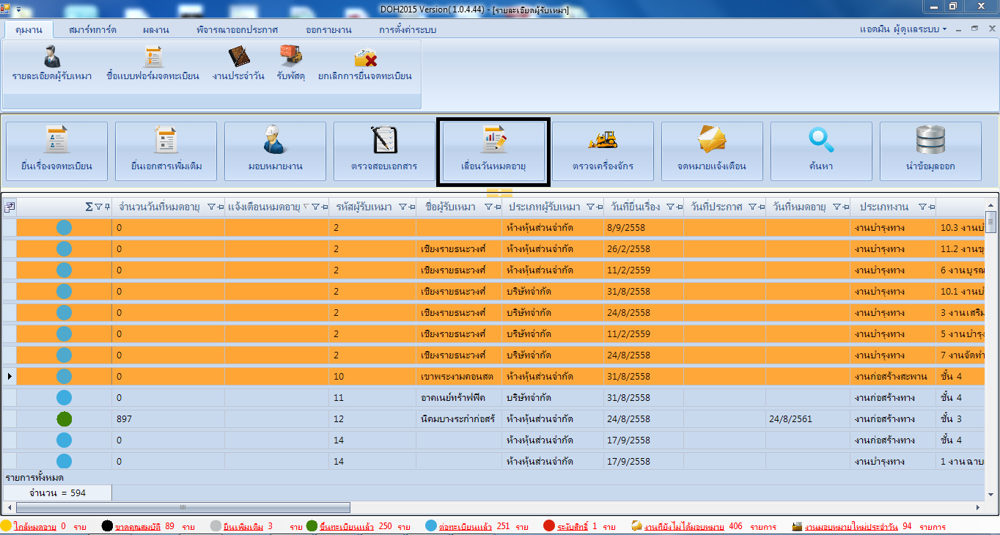 DOH2015 Version( 1.0.4.44) - [รายละเอียดผู้รับเหมา]
คุมงาน สมาร์ทการ์ด ผลงาน พิจารณาออกประกาศ ออกรายงาน การตั้งค่าระบบ แอดมิน ผู้ดูแลระบบ
รายละเอียดผู้รับเหมา ชื่อแบบฟอร์มจดทะเบียน งานประจำวัน รับพัสดุ ยกเลิกการยื่นจดทะเบียน
ยื่นเรื่องจดทะเบียน ยื่นเอกสารเพิ่มเติม มอบหมายงาน ตรวจสอบเอกสาร เลื่อนวันหมดอายุ ตรวจเครื่องจักร จดหมายแจ้งเตือน ค้นหา นำข้อมูลออก
Σ จำนวนวันที่หมดอายุ แจ้งเตือนหมดอายุ รหัสผู้รับเหมา ชื่อผู้รับเหมา ประเภทผู้รับเหมา วันที่ยื่นเรื่อง วันที่ประกาศ วันที่หมดอายุ ประเภทงาน
0 2 ห้างหุ้นส่วนจำกัด 8/9/2558 งานบำรุงทาง 10.3 งานบำ
0 2 เชียงรายธนะวงศ์ ห้างหุ้นส่วนจำกัด 26/2/2558 งานบำรุงทาง 11.2 งานขุ
0 2 เชียงรายธนะวงศ์ ห้างหุ้นส่วนจำกัด 11/2/2559 งานบำรุงทาง 6 งานบูรณ
0 2 เชียงรายธนะวงศ์ บริษัทจำกัด 31/8/2558 งานบำรุงทาง 10.1 งานบำ
0 2 เชียงรายธนะวงศ์ บริษัทจำกัด 24/8/2558 งานบำรุงทาง 3 งานเสริม
0 2 เชียงรายธนะวงศ์ บริษัทจำกัด 11/2/2559 งานบำรุงทาง 5 งานบำรุง
0 2 เชียงรายธนะวงศ์ บริษัทจำกัด 24/8/2558 งานบำรุงทาง 7 งานจัดทำ
0 10 เขาพระงามคอนสต ห้างหุ้นส่วนจำกัด 31/8/2558 งานก่อสร้างสะพาน ชั้น 4
0 11 อาคเนย์ทร้าฟฟิค บริษัทจำกัด 31/8/2558 งานก่อสร้างทาง ชั้น 4
897 12 นิคมบางระกำก่อสร้ ห้างหุ้นส่วนจำกัด 24/8/2558 24/8/2561 งานก่อสร้างทาง ชั้น 3
0 14 ห้างหุ้นส่วนจำกัด 17/9/2558 งานก่อสร้างทาง ชั้น 4
0 14 ห้างหุ้นส่วนจำกัด 17/9/2558 งานบำรุงทาง 1 งานฉาบ
รายการทั้งหมด
จำนวน = 594
ใกล้หมดอายุ 0 ราย ขาดคุณสมบัติ 89 ราย ยื่นเพิ่มเติม 3 ราย ขึ้นทะเบียนแล้ว 250 ราย ต่อทะเบียนแล้ว 251 ราย ระงับสิทธิ์ 1 ราย งานที่ยังไม่ได้มอบหมาย 406 รายการ งานมอบหมายใหม่ประจำวัน 94 รายการ